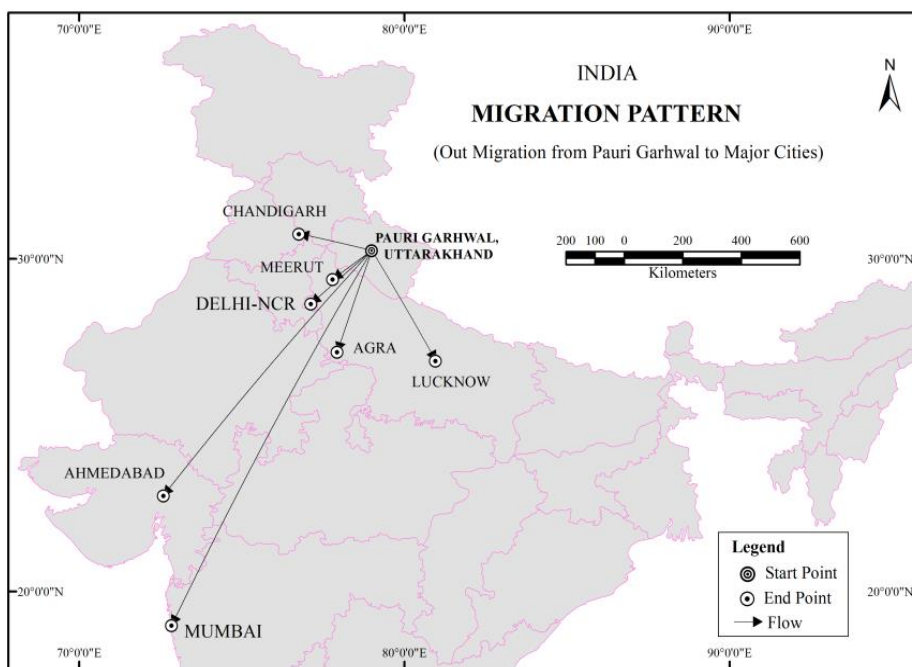 70°0'0"E 80°0'0"E 90°0'0"E
INDIA
MIGRATION PATTERN
(Out Migration from Pauri Garhwal to Major Cities)
N
CHANDIGARH
PAURI GARHWAL,
UTTARAKHAND
200 100 0 200 400 600
Kilometers
30°0'0"N 30°0'0"N
MEERUT
DELHI-NCR
AGRA
LUCKNOW
AHMEDABAD
MUMBAI
Legend
Start Point
End Point
Flow
20°0'0"N 20°0'0"N
70°0'0"E 80°0'0"E 90°0'0"E